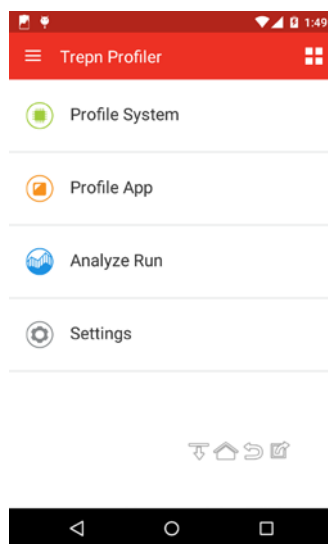 1:49
Trepn Profiler
Profile System
Profile App
Analyze Run
Settings